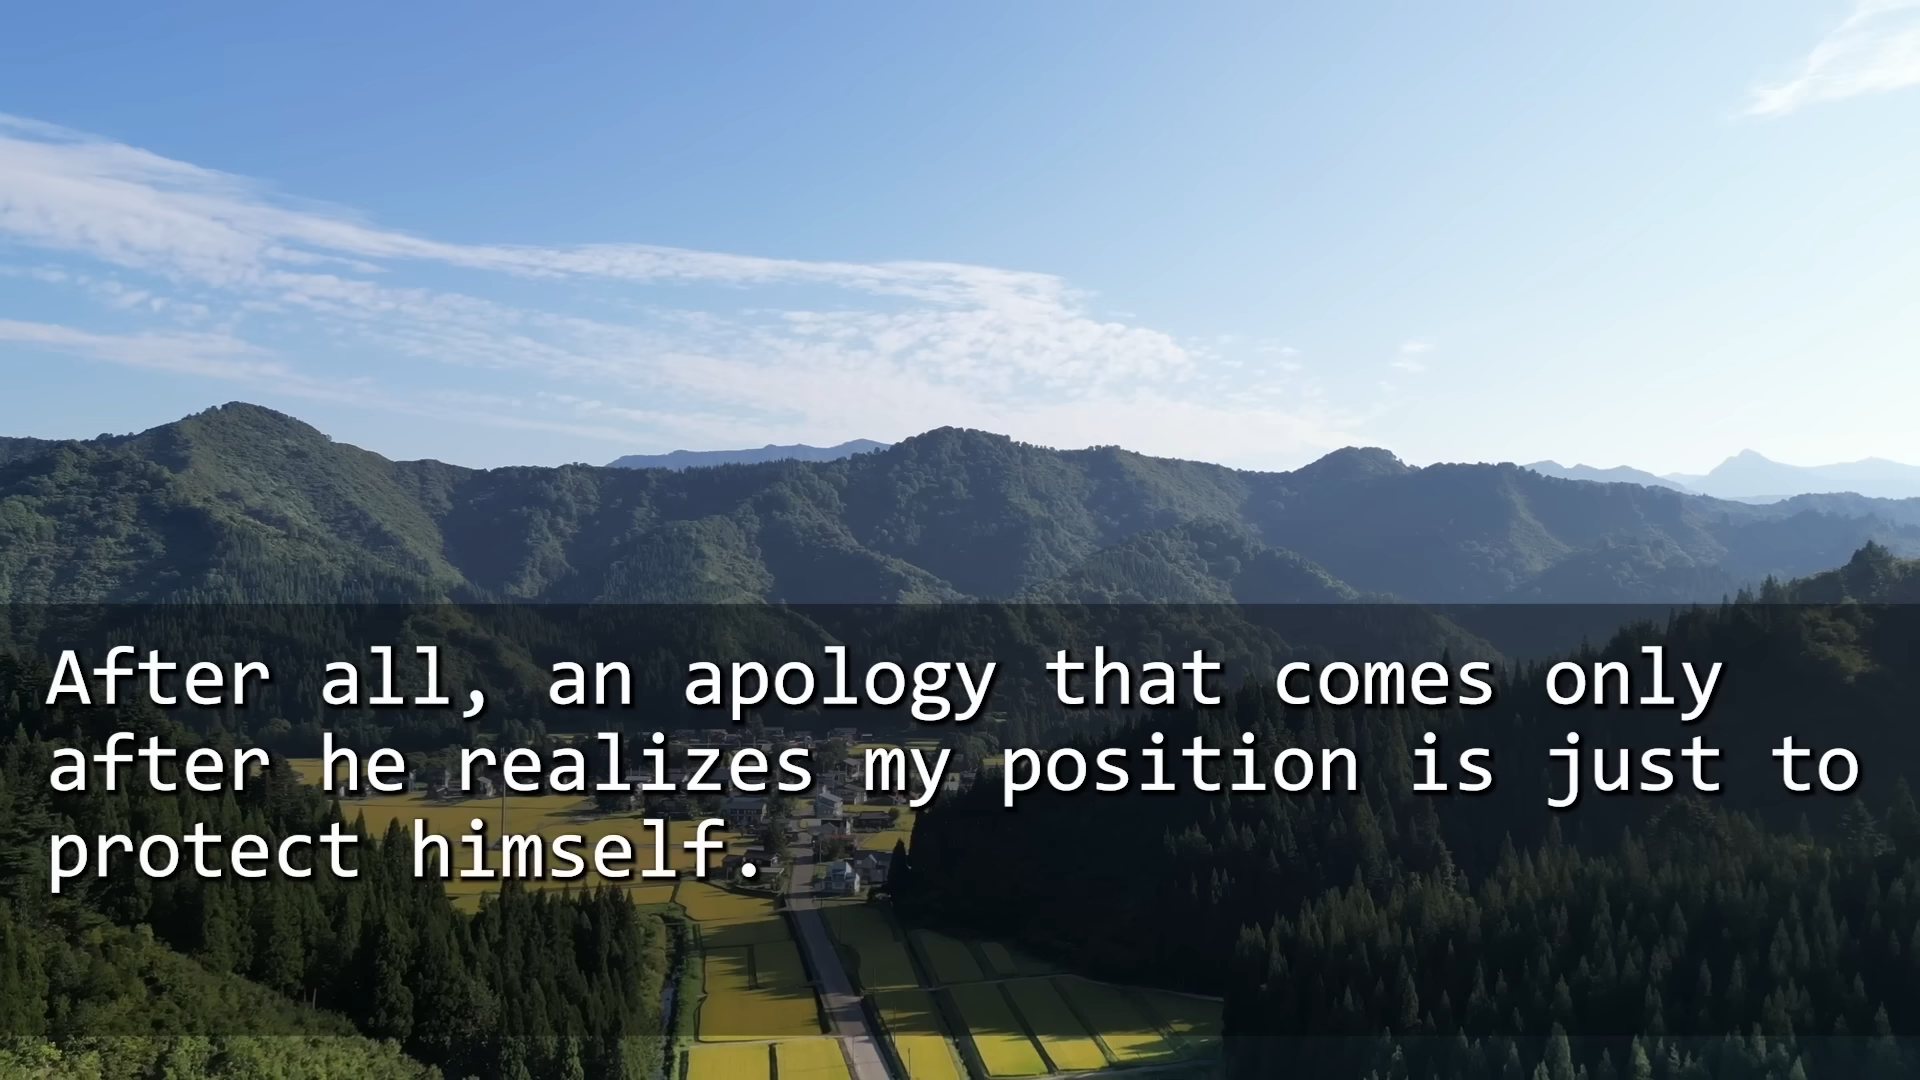 After all, an apology that comes only
after he realizes my position is just to
protect himself.